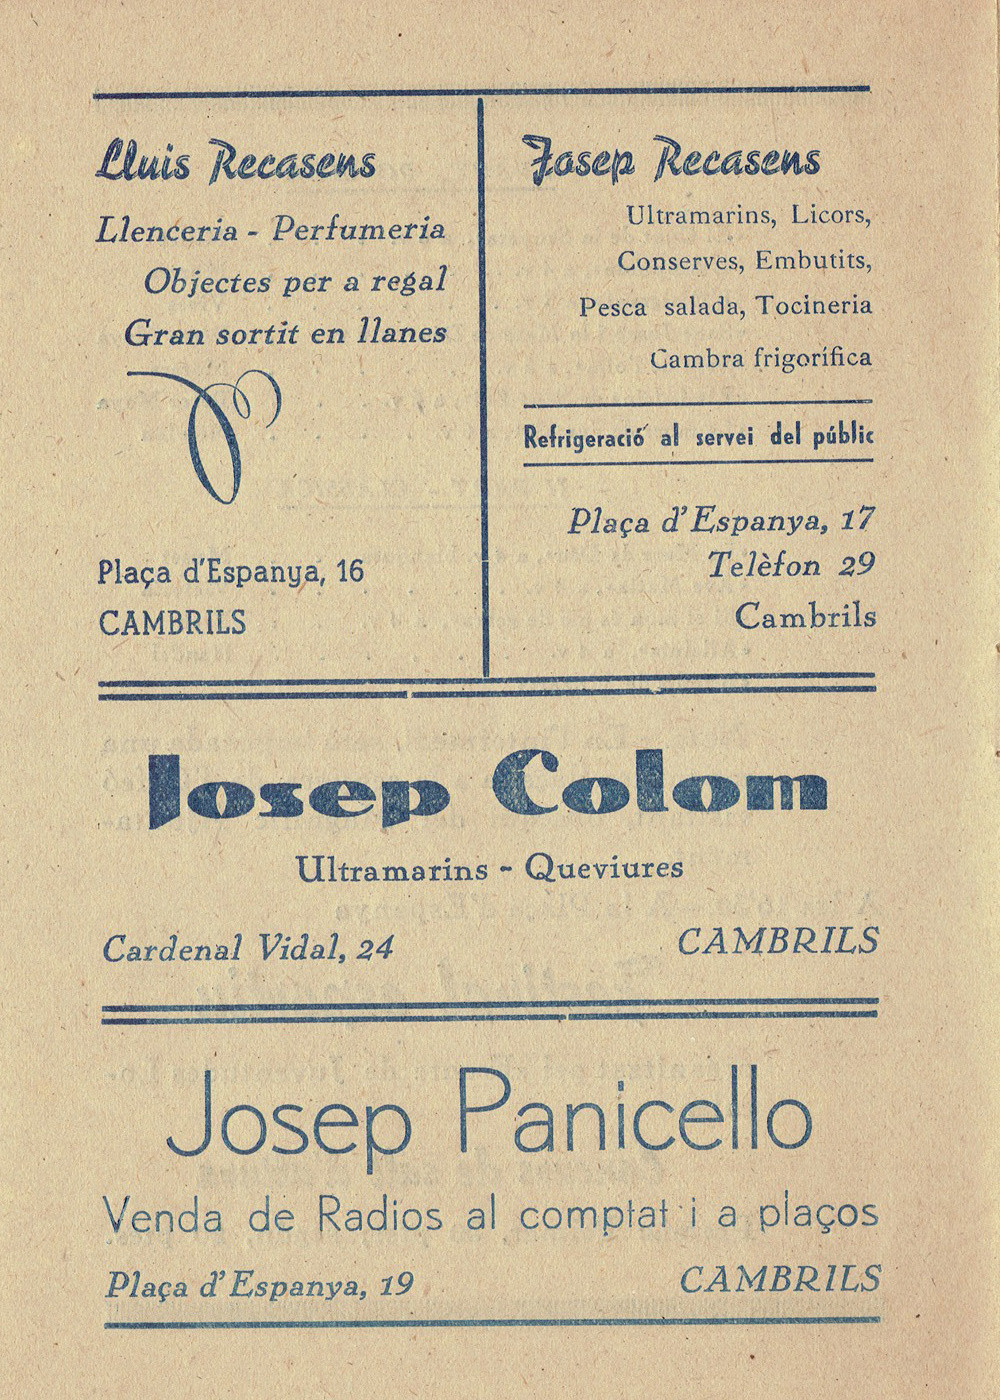 Lluis Recasens
Llenceria - Perfumeria
Objectes per a regal
Gran sortit en llanes
Plaça d'Espanya, 16
CAMBRILS
Josep Recasens
Ultramarins, Licors,
Conserves, Embutits,
Pesca salada, Tocineria
Cambra frigorífica
Refrigeració al servei del públic
Plaça d'Espanya, 17
Telèfon 29
Cambrils
Josep Colom
Ultramarins - Queviures
Cardenal Vidal, 24
CAMBRILS
Josep Panicello
Venda de Radios al comptat i a plaços
Plaça d'Espanya, 19
CAMBRILS